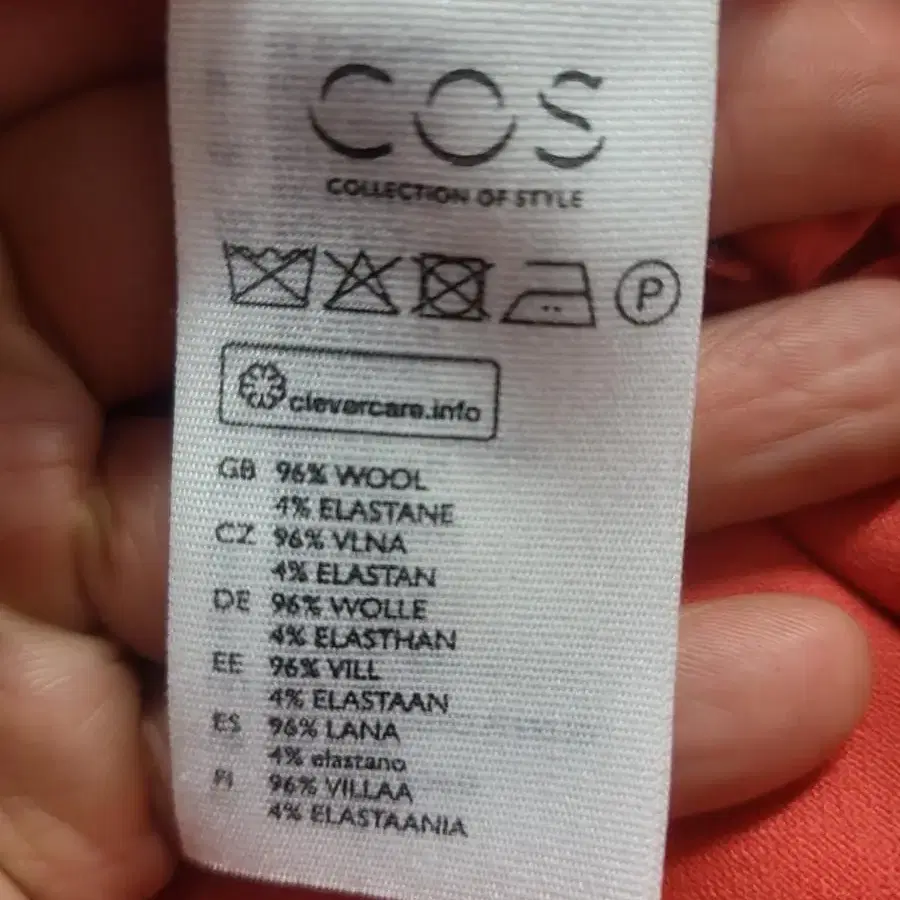 COS
COLLECTION OF STYLE
P
clevercare.info
GB 96% WOOL
4% ELASTANE
CZ 96% VLNA
4% ELASTAN
DE 96% WOLLE
4% ELASTHAN
EE 96% VILL
4% ELASTAAN
ES 96% LANA
4% elastano
FI 96% VILLAA
4% ELASTAANIA